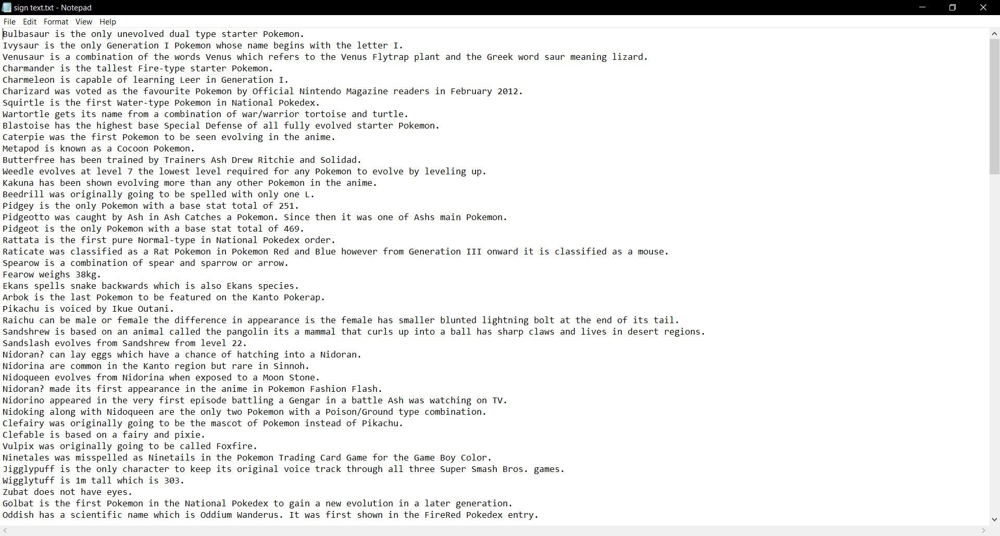 sign text.txt - Notepad
File Edit Format View Help
Bulbasaur is the only unevolved dual type starter Pokemon.
Ivysaur is the only Generation I Pokemon whose name begins with the letter I.
Venusaur is a combination of the words Venus which refers to the Venus Flytrap plant and the Greek word saur meaning lizard.
Charmander is the tallest Fire-type starter Pokemon.
Charmeleon is capable of learning Leer in Generation I.
Charizard was voted as the favourite Pokemon by Official Nintendo Magazine readers in February 2012.
Squirtle is the first Water-type Pokemon in National Pokedex.
Wartortle gets its name from a combination of war/warrior tortoise and turtle.
Blastoise has the highest base Special Defense of all fully evolved starter Pokemon.
Caterpie was the first Pokemon to be seen evolving in the anime.
Metapod is known as a Cocoon Pokemon.
Butterfree has been trained by Trainers Ash Drew Ritchie and Solidad.
Weedle evolves at level 7 the lowest level required for any Pokemon to evolve by leveling up.
Kakuna has been shown evolving more than any other Pokemon in the anime.
Beedrill was originally going to be spelled with only one L.
Pidgey is the only Pokemon with a base stat total of 251.
Pidgeotto was caught by Ash in Ash Catches a Pokemon. Since then it was one of Ashs main Pokemon.
Pidgeot is the only Pokemon with a base stat total of 469.
Rattata is the first pure Normal-type in National Pokedex order.
Raticate was classified as a Rat Pokemon in Pokemon Red and Blue however from Generation III onward it is classified as a mouse.
Spearow is a combination of spear and sparrow or arrow.
Fearow weighs 38kg.
Ekans spells snake backwards which is also Ekans species.
Arbok is the last Pokemon to be featured on the Kanto Pokerap.
Pikachu is voiced by Ikue Outani.
Raichu can be male or female the difference in appearance is the female has smaller blunted lightning bolt at the end of its tail.
Sandshrew is based on an animal called the pangolin its a mammal that curls up into a ball has sharp claws and lives in desert regions.
Sandslash evolves from Sandshrew from level 22.
Nidoran? can lay eggs which have a chance of hatching into a Nidoran.
Nidorina are common in the Kanto region but rare in Sinnoh.
Nidoqueen evolves from Nidorina when exposed to a Moon Stone.
Nidoran? made its first appearance in the anime in Pokemon Fashion Flash.
Nidorino appeared in the very first episode battling a Gengar in a battle Ash was watching on TV.
Nidoking along with Nidoqueen are the only two Pokemon with a Poison/Ground type combination.
Clefairy was originally going to be the mascot of Pokemon instead of Pikachu.
Clefable is based on a fairy and pixie.
Vulpix was originally going to be called Foxfire.
Ninetales was misspelled as Ninetails in the Pokemon Trading Card Game for the Game Boy Color.
Jigglypuff is the only character to keep its original voice track through all three Super Smash Bros. games.
Wigglytuff is 1m tall which is 303.
Zubat does not have eyes.
Golbat is the first Pokemon in the National Pokedex to gain a new evolution in a later generation.
Oddish has a scientific name which is Oddium Wanderus. It was first shown in the FireRed Pokedex entry.